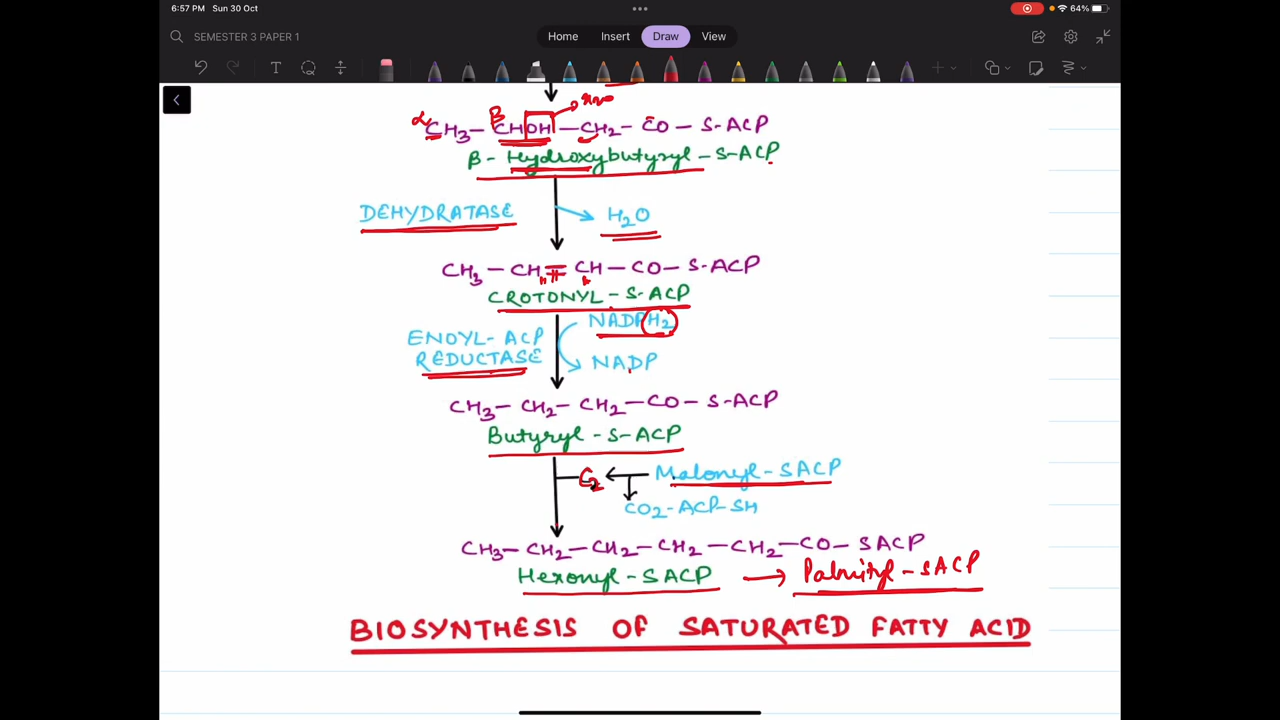 6:57 PM Sun 30 Oct
64%
SEMESTER 3 PAPER 1
Home Insert Draw View
α β
CH3 – CHOH – CH2 – CO – S-ACP
β - Hydroxybutyryl - S-ACP
DEHYDRATASE
H2O
CH3 – CH = CH – CO – S-ACP
CROTONYL - S-ACP
NADPH2
ENOYL-ACP
REDUCTASE
NADP
CH3 – CH2 – CH2 – CO – S-ACP
Butyryl - S-ACP
C2
Malonyl - SACP
CO2-ACP-SH
CH3 – CH2 – CH2 – CH2 – CH2 – CO – SACP
Hexonyl - SACP → Palmityl - SACP
BIOSYNTHESIS OF SATURATED FATTY ACID